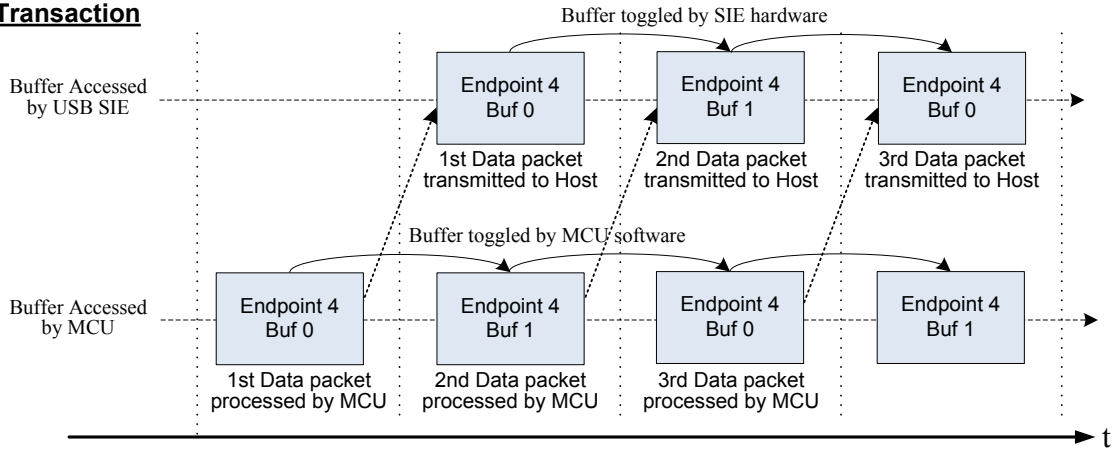 Transaction
Buffer toggled by SIE hardware
Buffer Accessed
by USB SIE
Endpoint 4
Buf 0
Endpoint 4
Buf 1
Endpoint 4
Buf 0
1st Data packet
transmitted to Host
2nd Data packet
transmitted to Host
3rd Data packet
transmitted to Host
Buffer toggled by MCU software
Buffer Accessed
by MCU
Endpoint 4
Buf 0
Endpoint 4
Buf 1
Endpoint 4
Buf 0
Endpoint 4
Buf 1
1st Data packet
processed by MCU
2nd Data packet
processed by MCU
3rd Data packet
processed by MCU
t